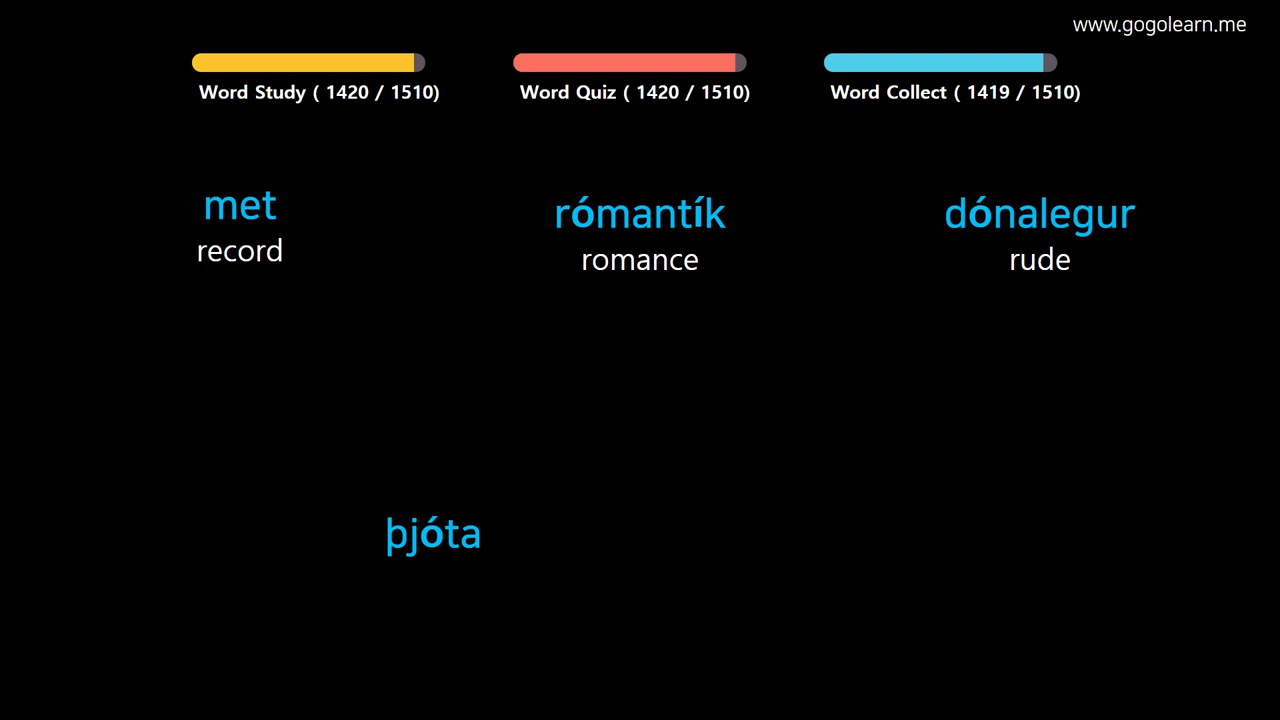 www.gogolearn.me
Word Study ( 1420 / 1510)
Word Quiz ( 1420 / 1510)
Word Collect ( 1419 / 1510)
met
record
rómantík
romance
dónalegur
rude
þjóta